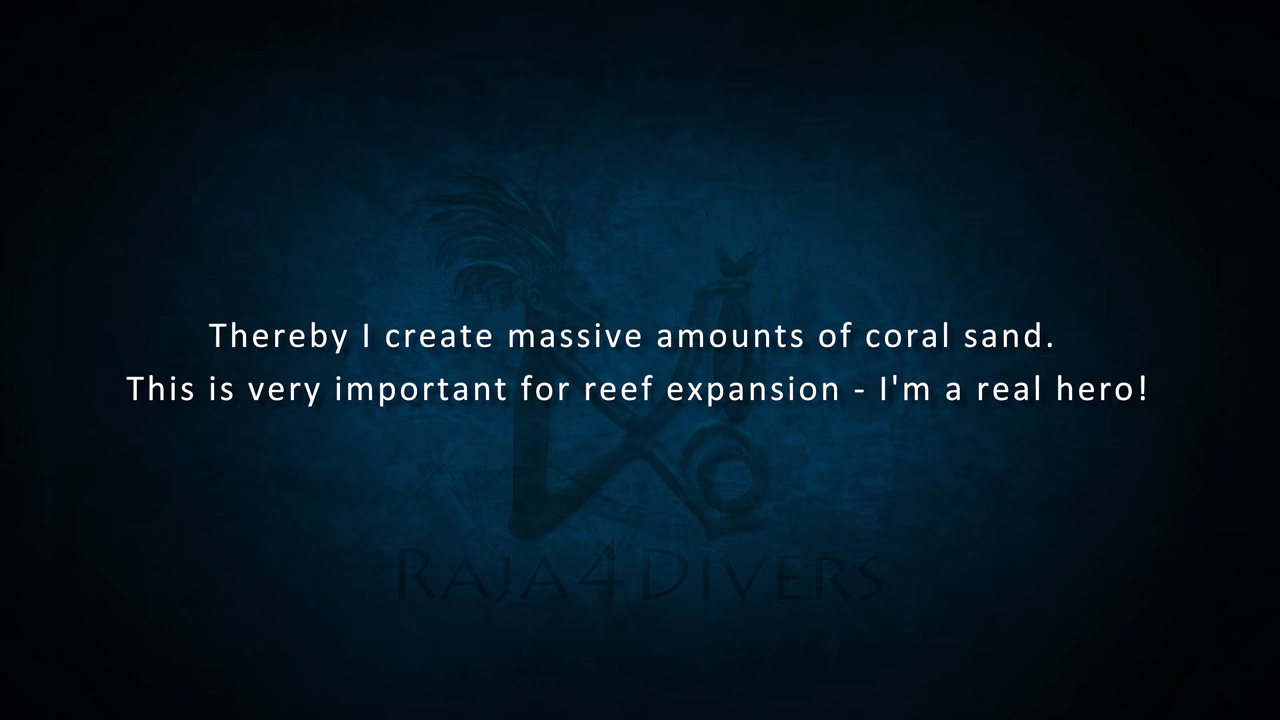 Thereby I create massive amounts of coral sand.
This is very important for reef expansion - I'm a real hero!
RAJA4DIVERS